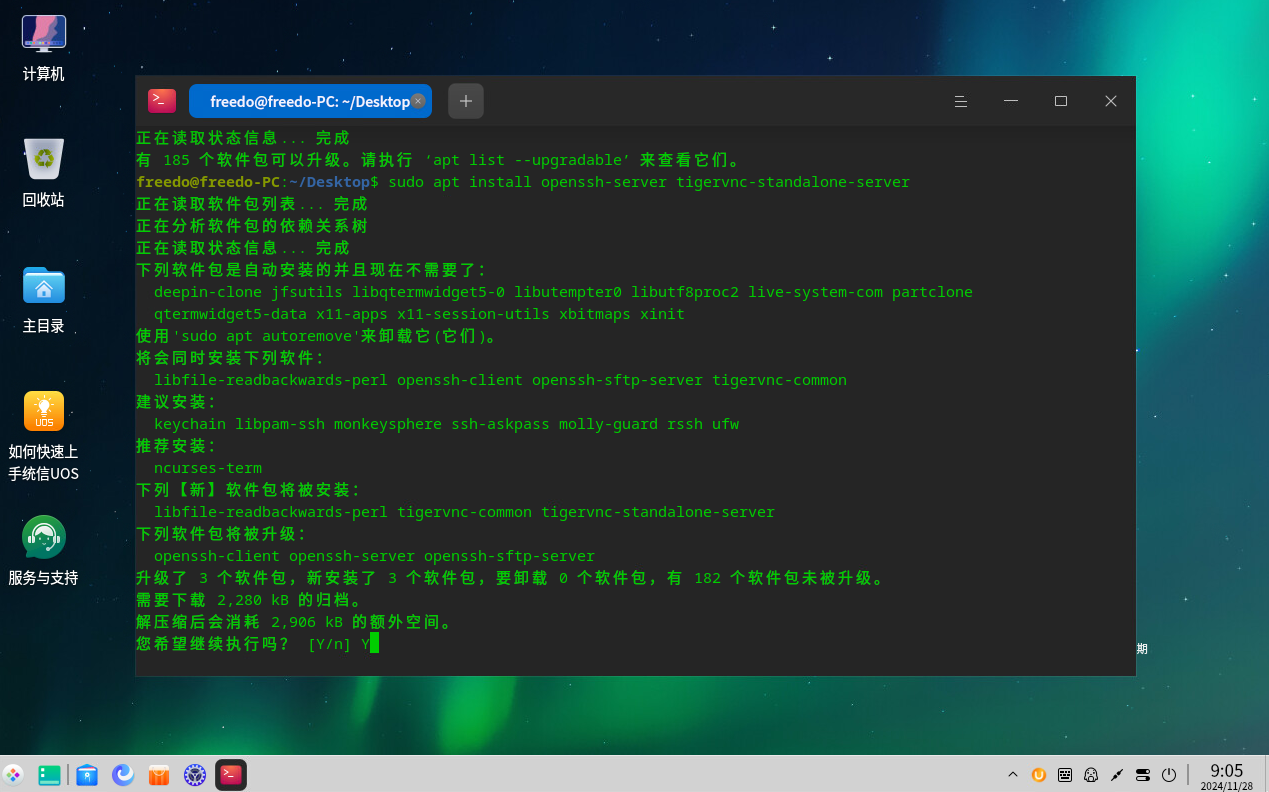 计算机
回收站
主目录
UOS
如何快速上
手统信UOS
服务与支持
freedo@freedo-PC: ~/Desktop
正在读取状态信息... 完成
有 185 个软件包可以升级。请执行 ‘apt list --upgradable’ 来查看它们。
freedo@freedo-PC:~/Desktop$ sudo apt install openssh-server tigervnc-standalone-server
正在读取软件包列表... 完成
正在分析软件包的依赖关系树
正在读取状态信息... 完成
下列软件包是自动安装的并且现在不需要了：
deepin-clone jfsutils libqtermwidget5-0 libutempter0 libutf8proc2 live-system-com partclone
qtermwidget5-data x11-apps x11-session-utils xbitmaps xinit
使用'sudo apt autoremove'来卸载它(它们)。
将会同时安装下列软件：
libfile-readbackwards-perl openssh-client openssh-sftp-server tigervnc-common
建议安装：
keychain libpam-ssh monkeysphere ssh-askpass molly-guard rssh ufw
推荐安装：
ncurses-term
下列【新】软件包将被安装：
libfile-readbackwards-perl tigervnc-common tigervnc-standalone-server
下列软件包将被升级：
openssh-client openssh-server openssh-sftp-server
升级了 3 个软件包，新安装了 3 个软件包，要卸载 0 个软件包，有 182 个软件包未被升级。
需要下载 2,280 kB 的归档。
解压缩后会消耗 2,906 kB 的额外空间。
您希望继续执行吗？ [Y/n] Y
期
9:05
2024/11/28